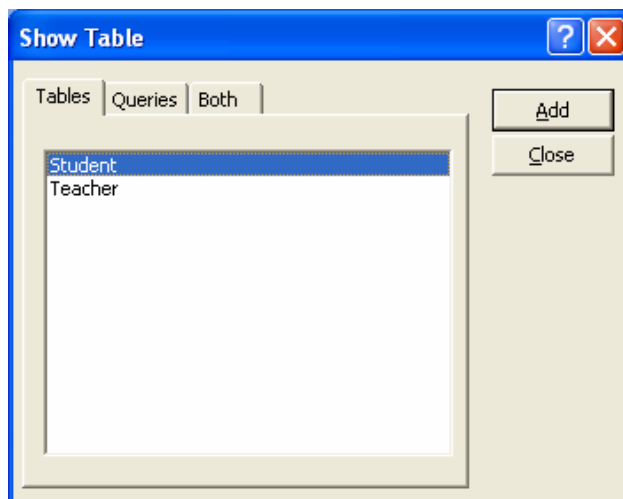 Show Table
?
Tables Queries Both
Add
Student
Close
Teacher